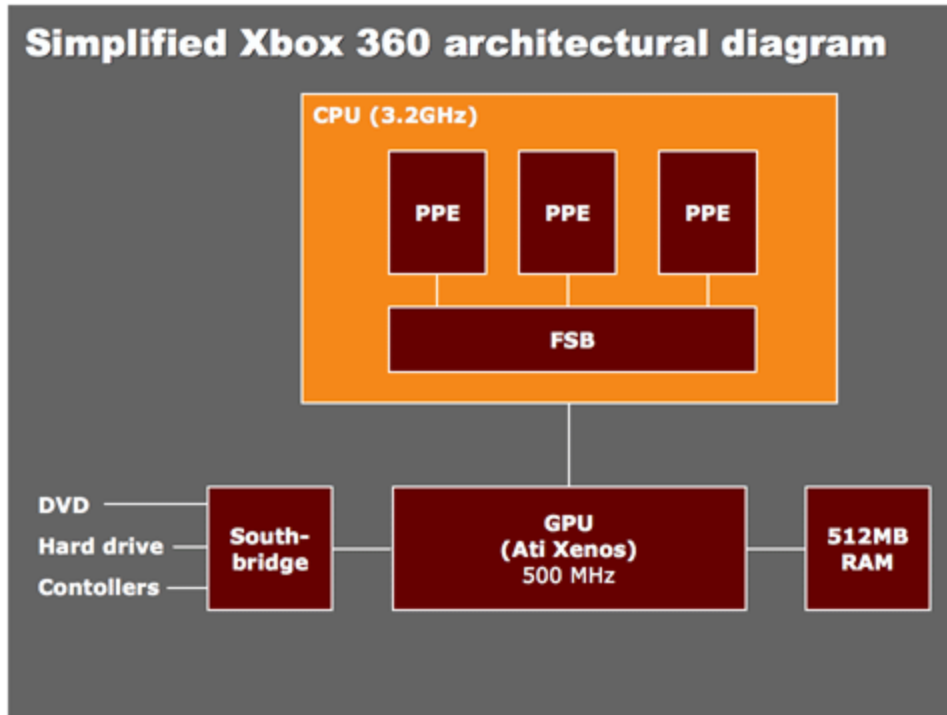 Simplified Xbox 360 architectural diagram
CPU (3.2GHz)
PPE
PPE
PPE
FSB
DVD
Hard drive
Contollers
South-
bridge
GPU
(Ati Xenos)
500 MHz
512MB
RAM